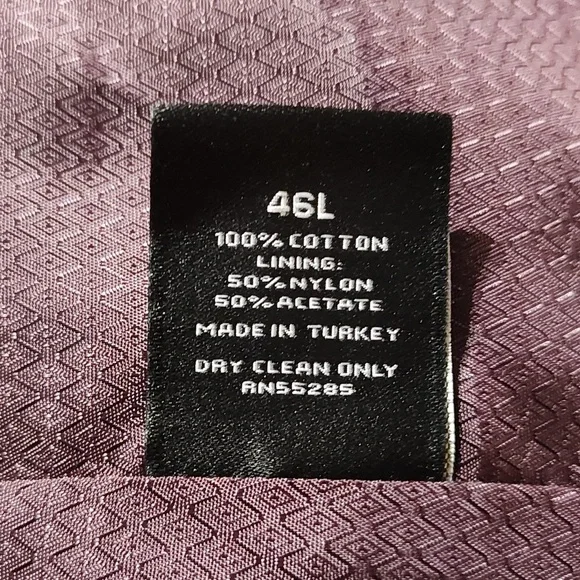 46L
100% COTTON
LINING:
50% NYLON
50% ACETATE
MADE IN TURKEY
DRY CLEAN ONLY
RN55285